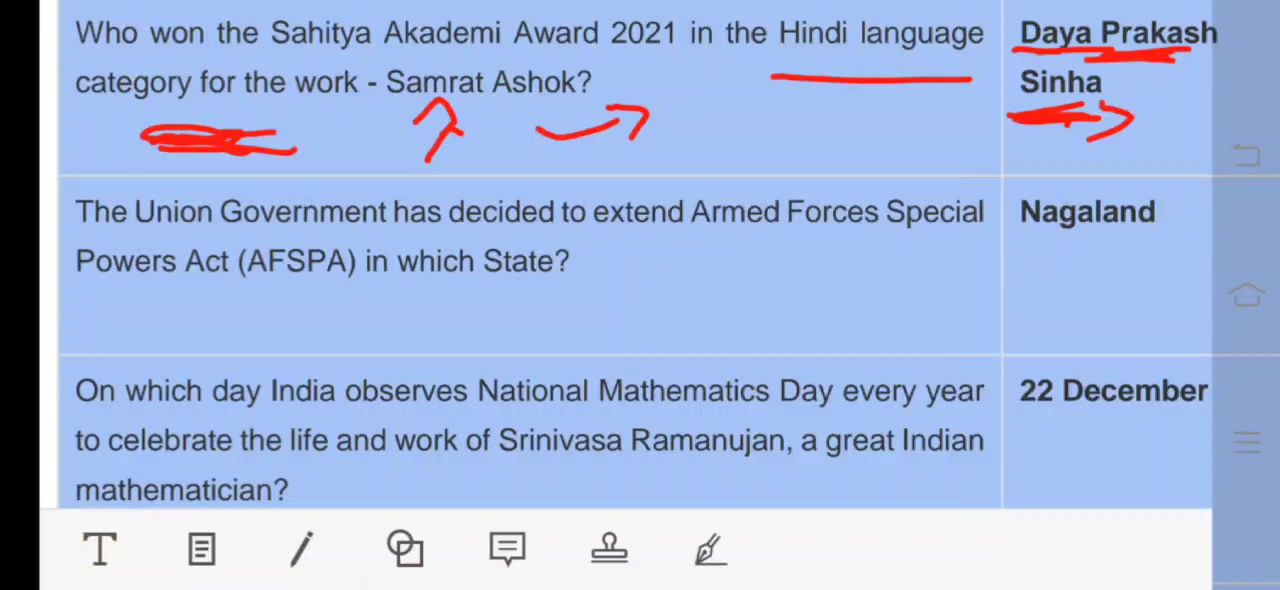 Who won the Sahitya Akademi Award 2021 in the Hindi language
category for the work - Samrat Ashok?
Daya Prakash
Sinha
The Union Government has decided to extend Armed Forces Special
Powers Act (AFSPA) in which State?
Nagaland
On which day India observes National Mathematics Day every year
to celebrate the life and work of Srinivasa Ramanujan, a great Indian
mathematician?
22 December
T